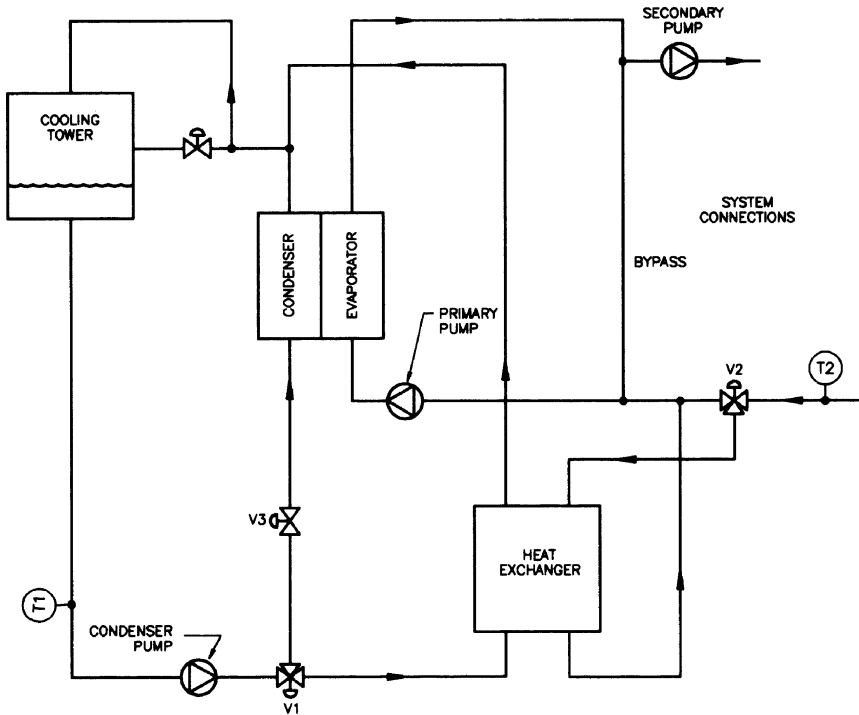 SECONDARY
PUMP
COOLING
TOWER
SYSTEM
CONNECTIONS
CONDENSER
EVAPORATOR
BYPASS
PRIMARY
PUMP
V2
T2
V3
HEAT
EXCHANGER
T1
CONDENSER
PUMP
V1